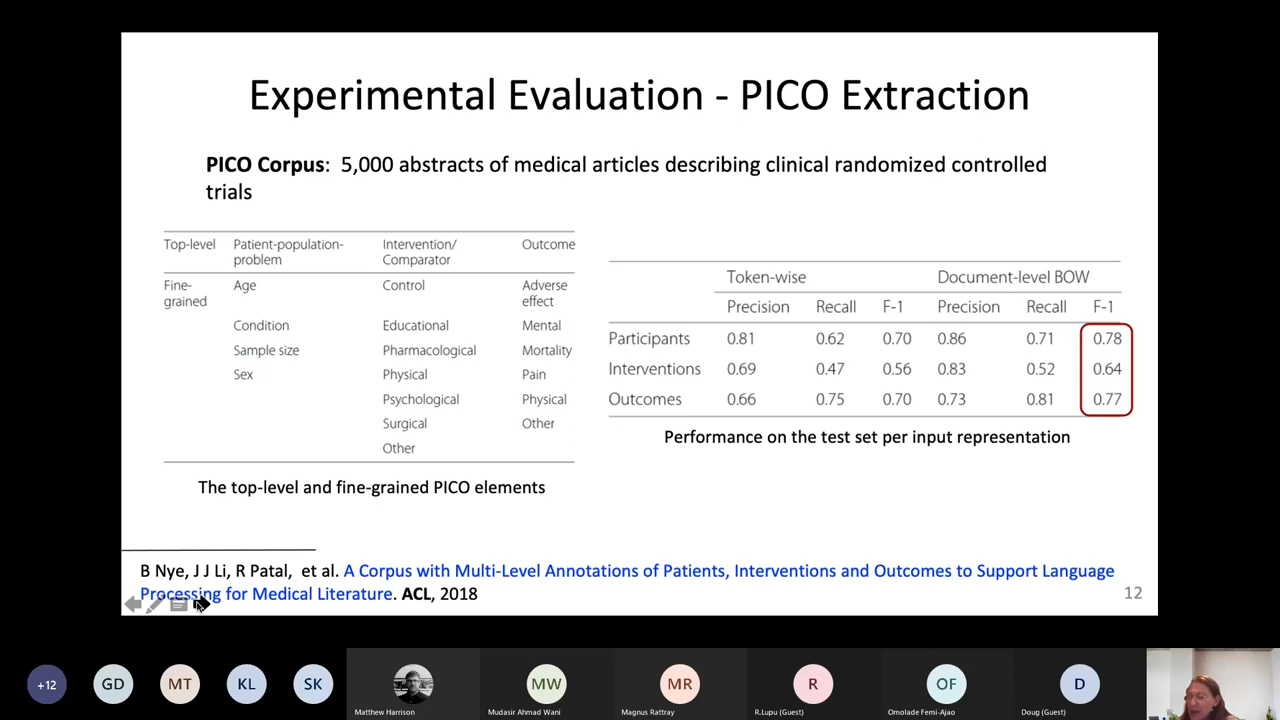 Experimental Evaluation - PICO Extraction
PICO Corpus: 5,000 abstracts of medical articles describing clinical randomized controlled
trials
Top-level Patient-population- Intervention/ Outcome
problem Comparator
Fine- Age Control Adverse
grained effect
Condition Educational Mental
Sample size Pharmacological Mortality
Sex Physical Pain
Psychological Physical
Surgical Other
Other
The top-level and fine-grained PICO elements
Token-wise Document-level BOW
Precision Recall F-1 Precision Recall F-1
Participants 0.81 0.62 0.70 0.86 0.71 0.78
Interventions 0.69 0.47 0.56 0.83 0.52 0.64
Outcomes 0.66 0.75 0.70 0.73 0.81 0.77
Performance on the test set per input representation
B Nye, J J Li, R Patal, et al. A Corpus with Multi-Level Annotations of Patients, Interventions and Outcomes to Support Language
Processing for Medical Literature. ACL, 2018
12
+12 GD MT KL SK MW MR R OF D
Matthew Harrison Mudasir Ahmad Wani Magnus Rattray R.Lupu (Guest) Omolade Femi-Ajao Doug (Guest)